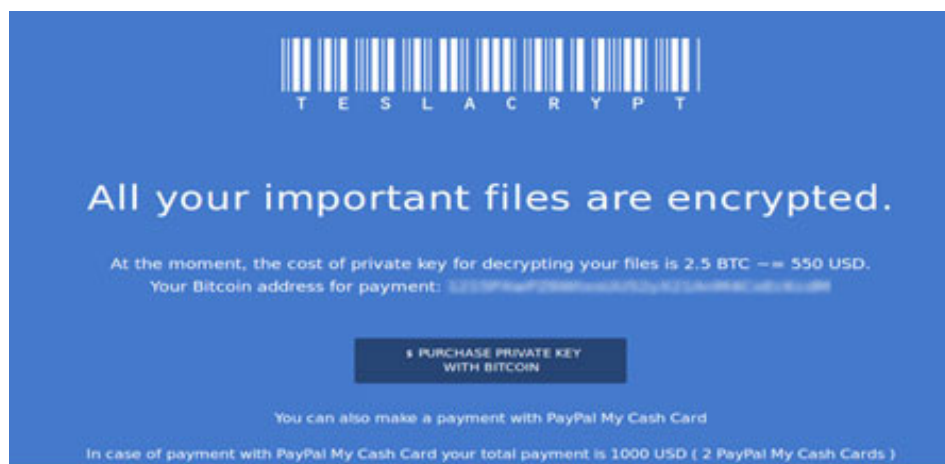 TESLACRYPT
All your important files are encrypted.
At the moment, the cost of private key for decrypting your files is 2.5 BTC ~= 550 USD.
Your Bitcoin address for payment:
$ PURCHASE PRIVATE KEY
WITH BITCOIN
You can also make a payment with PayPal My Cash Card
In case of payment with PayPal My Cash Card your total payment is 1000 USD ( 2 PayPal My Cash Cards )